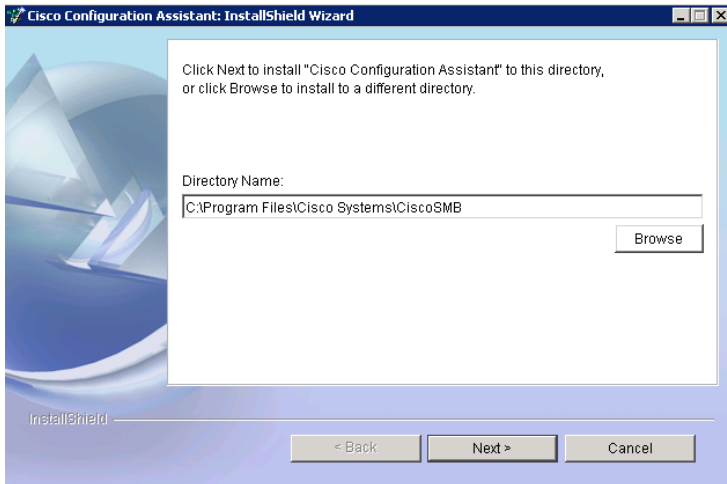 Cisco Configuration Assistant: InstallShield Wizard
Click Next to install "Cisco Configuration Assistant" to this directory,
or click Browse to install to a different directory.
Directory Name:
C:\Program Files\Cisco Systems\CiscoSMB
Browse
InstallShield
< Back
Next >
Cancel